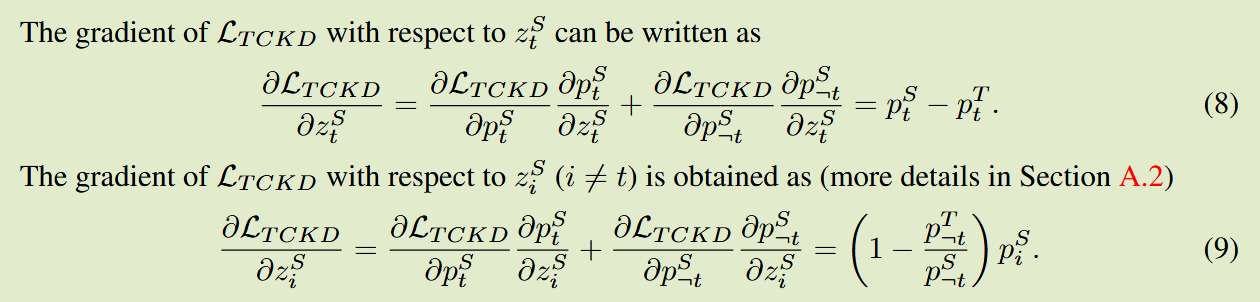 The gradient of $\mathcal{L}_{TCKD}$ with respect to $z_t^S$ can be written as
$$\frac{\partial \mathcal{L}_{TCKD}}{\partial z_t^S} = \frac{\partial \mathcal{L}_{TCKD}}{\partial p_t^S} \frac{\partial p_t^S}{\partial z_t^S} + \frac{\partial \mathcal{L}_{TCKD}}{\partial p_{\neg t}^S} \frac{\partial p_{\neg t}^S}{\partial z_t^S} = p_t^S - p_t^T. \quad (8)$$
The gradient of $\mathcal{L}_{TCKD}$ with respect to $z_i^S$ ($i \neq t$) is obtained as (more details in Section A.2)
$$\frac{\partial \mathcal{L}_{TCKD}}{\partial z_i^S} = \frac{\partial \mathcal{L}_{TCKD}}{\partial p_t^S} \frac{\partial p_t^S}{\partial z_i^S} + \frac{\partial \mathcal{L}_{TCKD}}{\partial p_{\neg t}^S} \frac{\partial p_{\neg t}^S}{\partial z_i^S} = \left(1 - \frac{p_{\neg t}^T}{p_{\neg t}^S}\right) p_i^S. \quad (9)$$